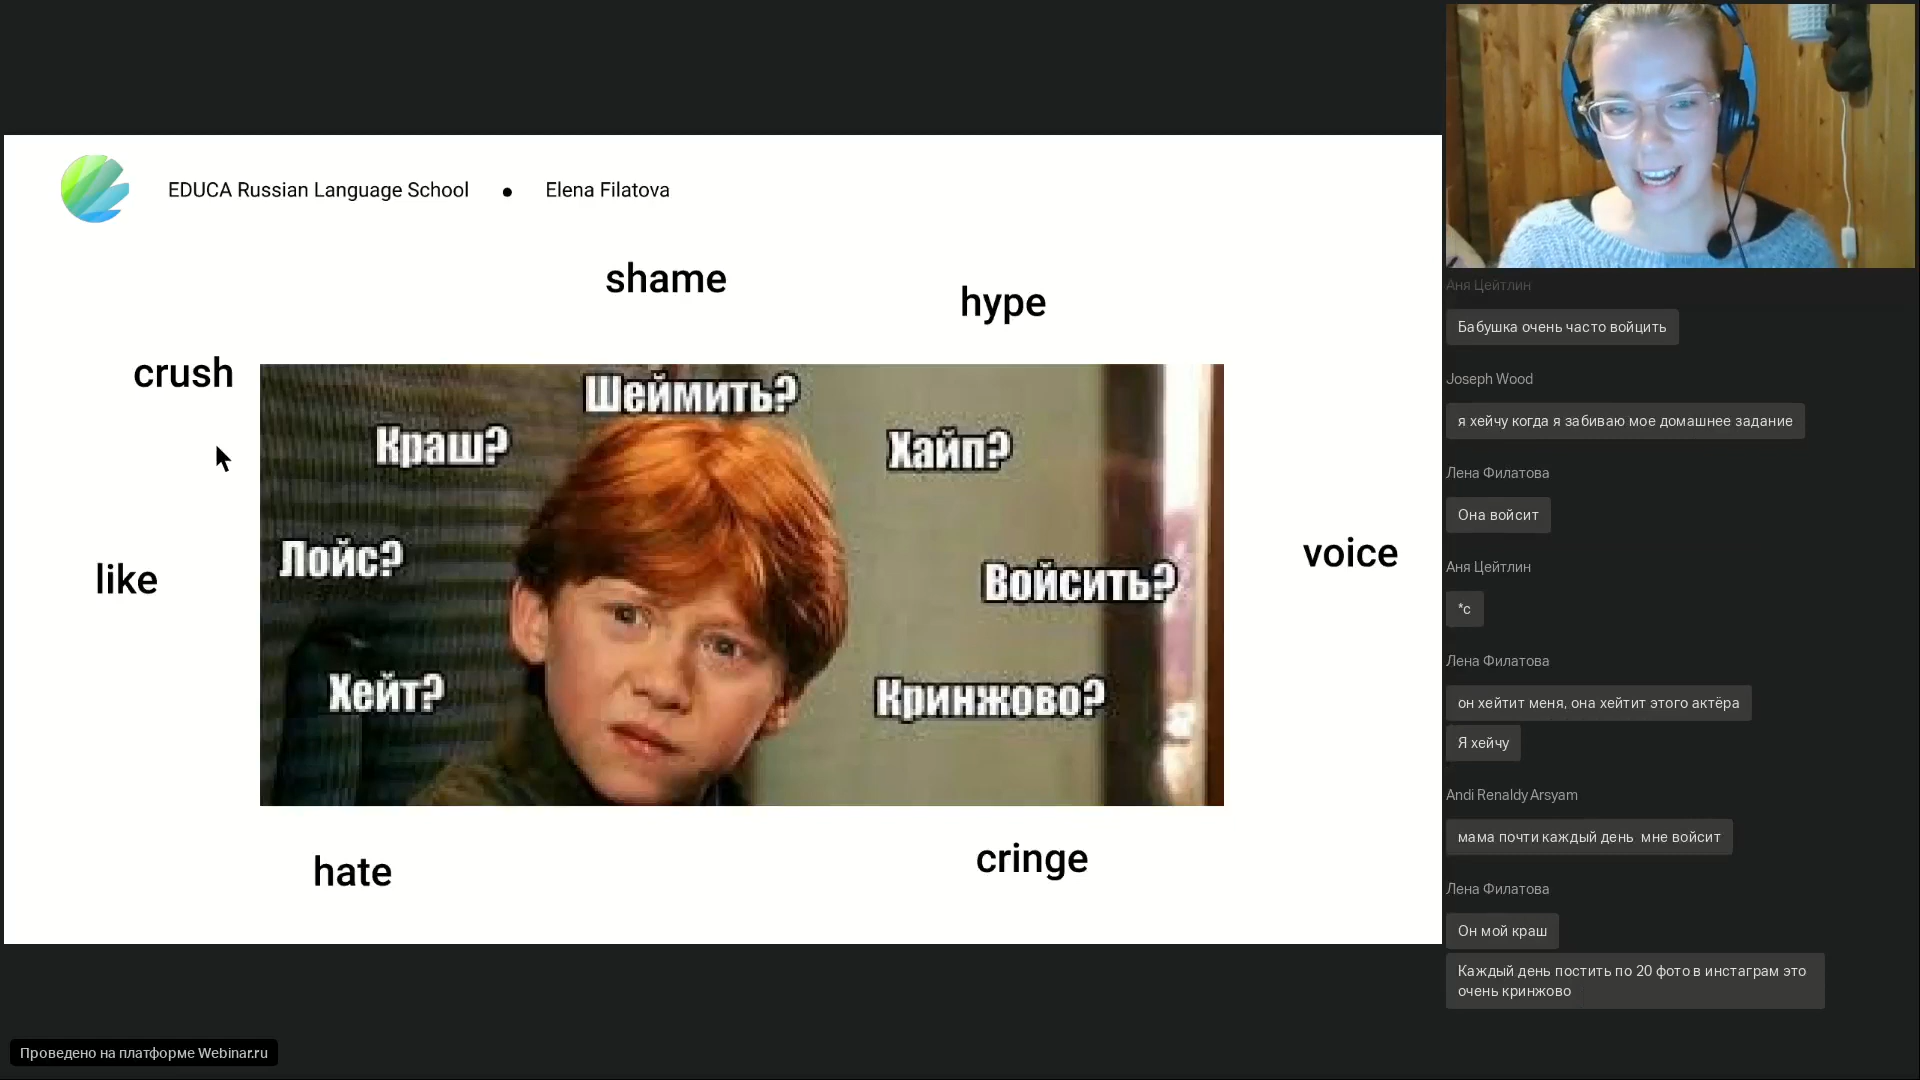 EDUCA Russian Language School • Elena Filatova
shame
hype
crush
Шеймить?
Краш?
Хайп?
Лойс?
voice
like
Войсить?
Хейт?
Кринжово?
hate
cringe
Аня Цейтлин
Бабушка очень часто войцить
Joseph Wood
я хейчу когда я забиваю мое домашнее задание
Лена Филатова
Она войсит
Аня Цейтлин
*с
Лена Филатова
он хейтит меня, она хейтит этого актёра
Я хейчу
Andi Renaldy Arsyam
мама почти каждый день мне войсит
Лена Филатова
Он мой краш
Каждый день постить по 20 фото в инстаграм это
очень кринжово
Проведено на платформе Webinar.ru